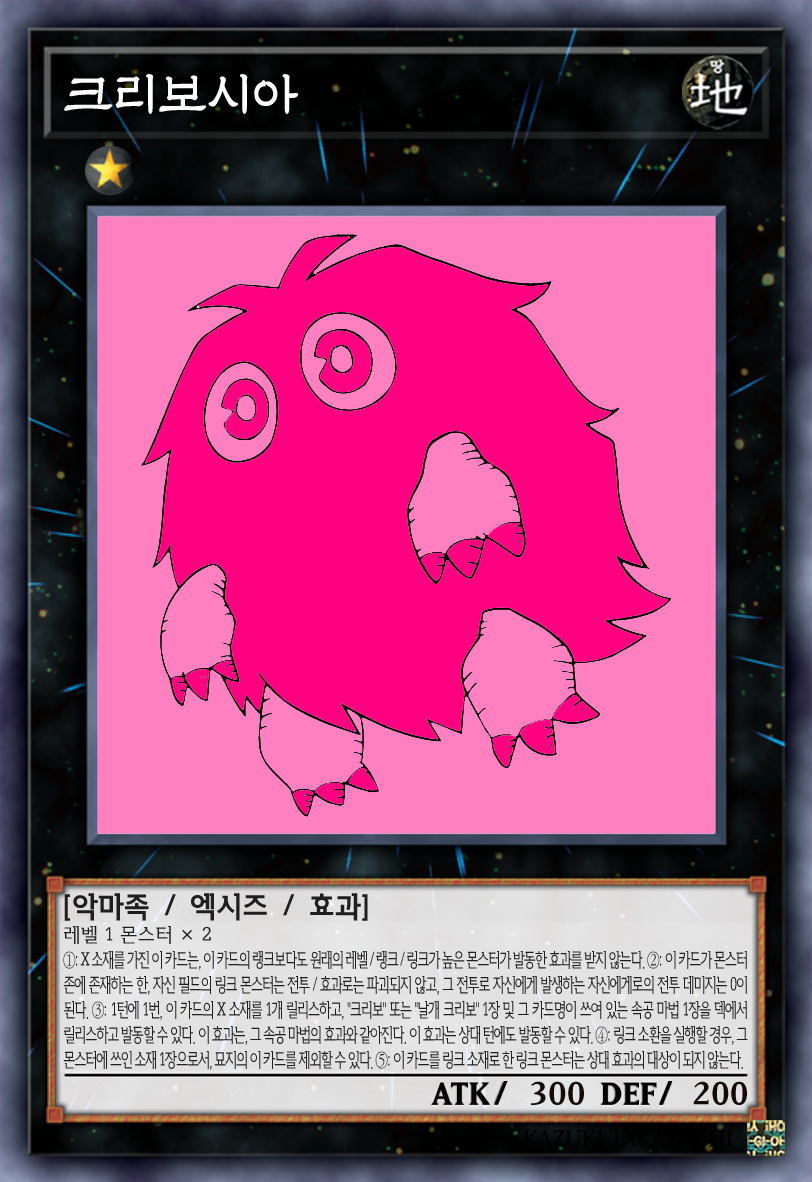 크리보시아
땅
地
[악마족 / 엑시즈 / 효과]
레벨 1 몬스터 × 2
①: X 소재를 가진 이 카드는, 이 카드의 랭크보다도 원래의 레벨 / 랭크 / 링크가 높은 몬스터가 발동한 효과를 받지 않는다. ②: 이 카드가 몬스터
존에 존재하는 한, 자신 필드의 링크 몬스터는 전투 / 효과로는 파괴되지 않고, 그 전투로 자신에게 발생하는 자신에게로의 전투 데미지는 0이
된다. ③: 1턴에 1번, 이 카드의 X 소재를 1개 릴리스하고, "크리보" 또는 "날개 크리보" 1장 및 그 카드명이 쓰여 있는 속공 마법 1장을 덱에서
릴리스하고 발동할 수 있다. 이 효과는, 그 속공 마법의 효과와 같아진다. 이 효과는 상대 턴에도 발동할 수 있다. ④: 링크 소환을 실행할 경우, 그
몬스터에 쓰인 소재 1장으로서, 묘지의 이 카드를 제외할 수 있다. ⑤: 이 카드를 링크 소재로 한 링크 몬스터는 상대 효과의 대상이 되지 않는다.
ATK/ 300 DEF/ 200
KAZUKI TAKAHASHI